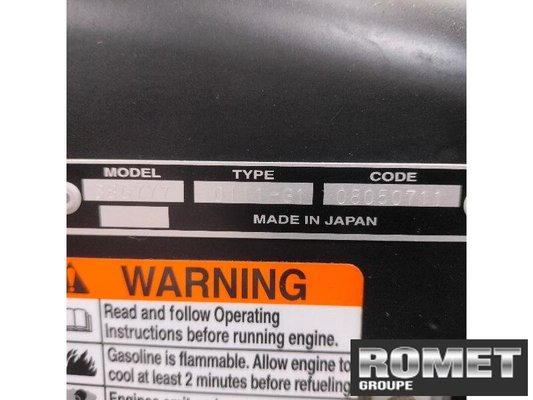 MODEL TYPE CODE
08050711
MADE IN JAPAN
WARNING
Read and follow Operating
Instructions before running engine.
Gasoline is flammable. Allow engine to
cool at least 2 minutes before refueling
ROMET
GROUPE